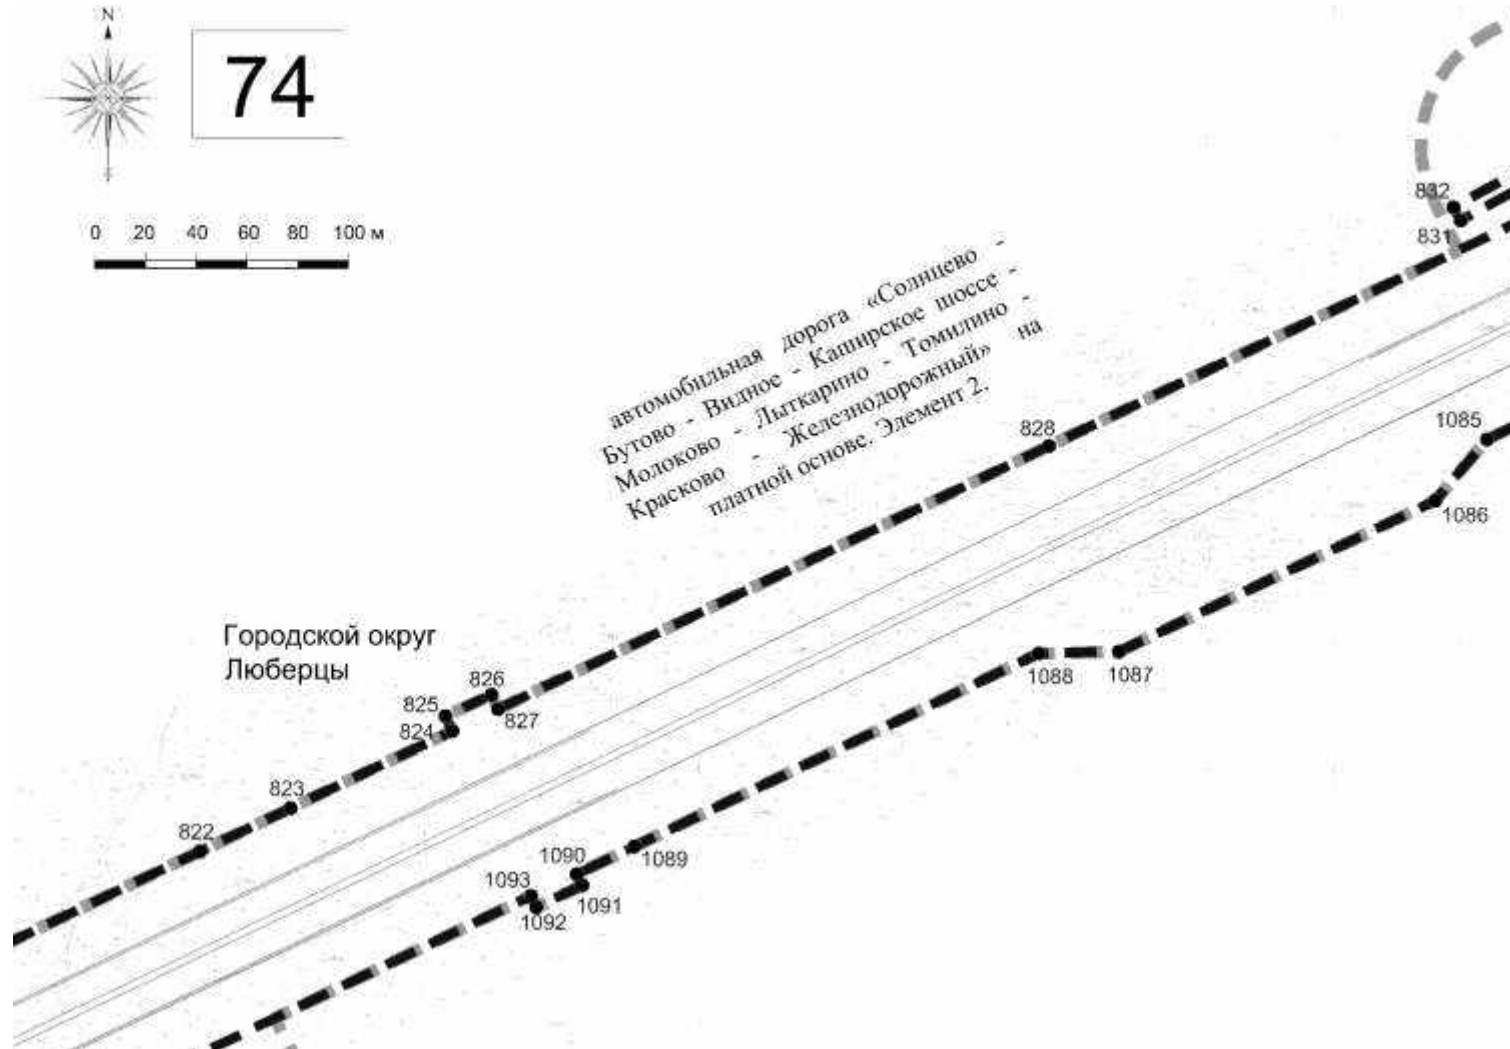 N
74
0 20 40 60 80 100 м
автомобильная дорога «Солнцево -
Бутово - Видное - Каширское шоссе -
Молоково - Лыткарино - Томилино -
Красково - Железнодорожный» на
платной основе. Элемент 2.
832
831
828
1085
1086
Городской округ
Люберцы
826
825
827
824
1088
1087
823
822
1090
1089
1093
1091
1092